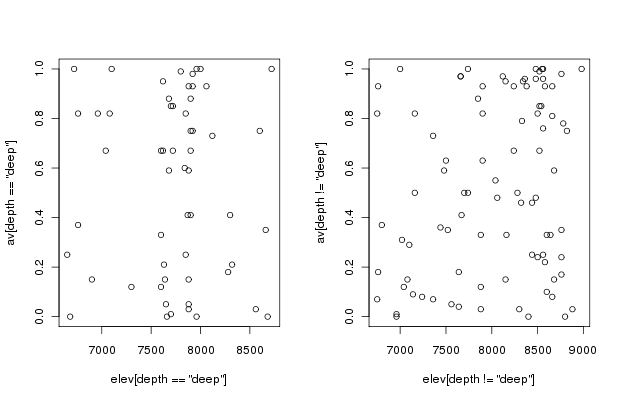 1.0
0.8
0.6
0.4
0.2
0.0
av[depth == "deep"]
7000 7500 8000 8500
elev[depth == "deep"]
1.0
0.8
0.6
0.4
0.2
0.0
av[depth != "deep"]
7000 7500 8000 8500 9000
elev[depth != "deep"]